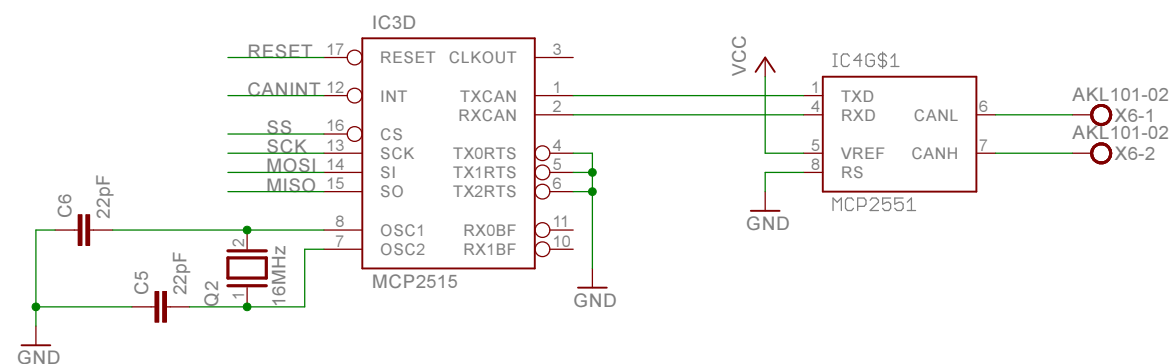 IC3D
RESET 17 RESET CLKOUT 3
CANINT 12 INT TXCAN 1
RXCAN 2
SS 16 CS
SCK 13 SCK TX0RTS 4
MOSI 14 SI TX1RTS 5
MISO 15 SO TX2RTS 6
8 OSC1 RX0BF 11
7 OSC2 RX1BF 10
MCP2515
C6
22pF
C5
22pF
Q2
2
1
16MHz
GND
GND
VCC
IC4G$1
1 TXD
4 RXD CANL 6
5 VREF CANH 7
8 RS
MCP2551
GND
AKL101-02
X6-1
AKL101-02
X6-2